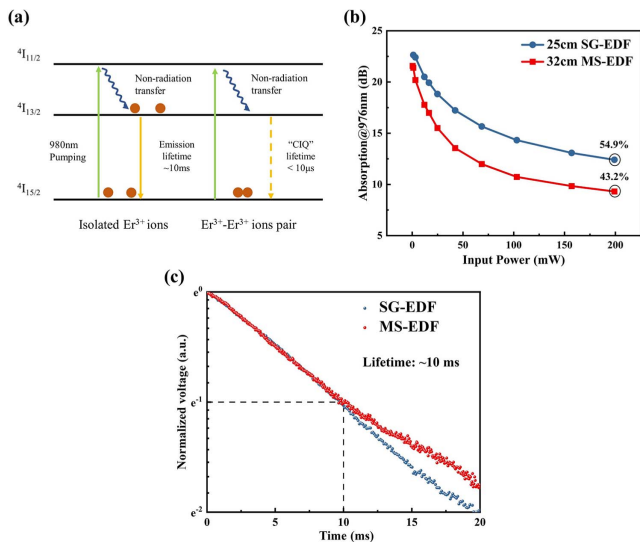 (a)
⁴I₁₁/₂
Non-radiation
transfer
Non-radiation
transfer
⁴I₁₃/₂
980nm
Pumping
Emission
lifetime
~10ms
“CIQ”
lifetime
< 10μs
⁴I₁₅/₂
Isolated Er³⁺ ions
Er³⁺-Er³⁺ ions pair
(b)
Absorption@976nm (dB)
25
20
15
10
5
25cm SG-EDF
32cm MS-EDF
54.9%
43.2%
0
50
100
150
200
Input Power (mW)
(c)
Normalized voltage (a.u.)
e⁰
e⁻¹
e⁻²
SG-EDF
MS-EDF
Lifetime: ~10 ms
0
5
10
15
20
Time (ms)